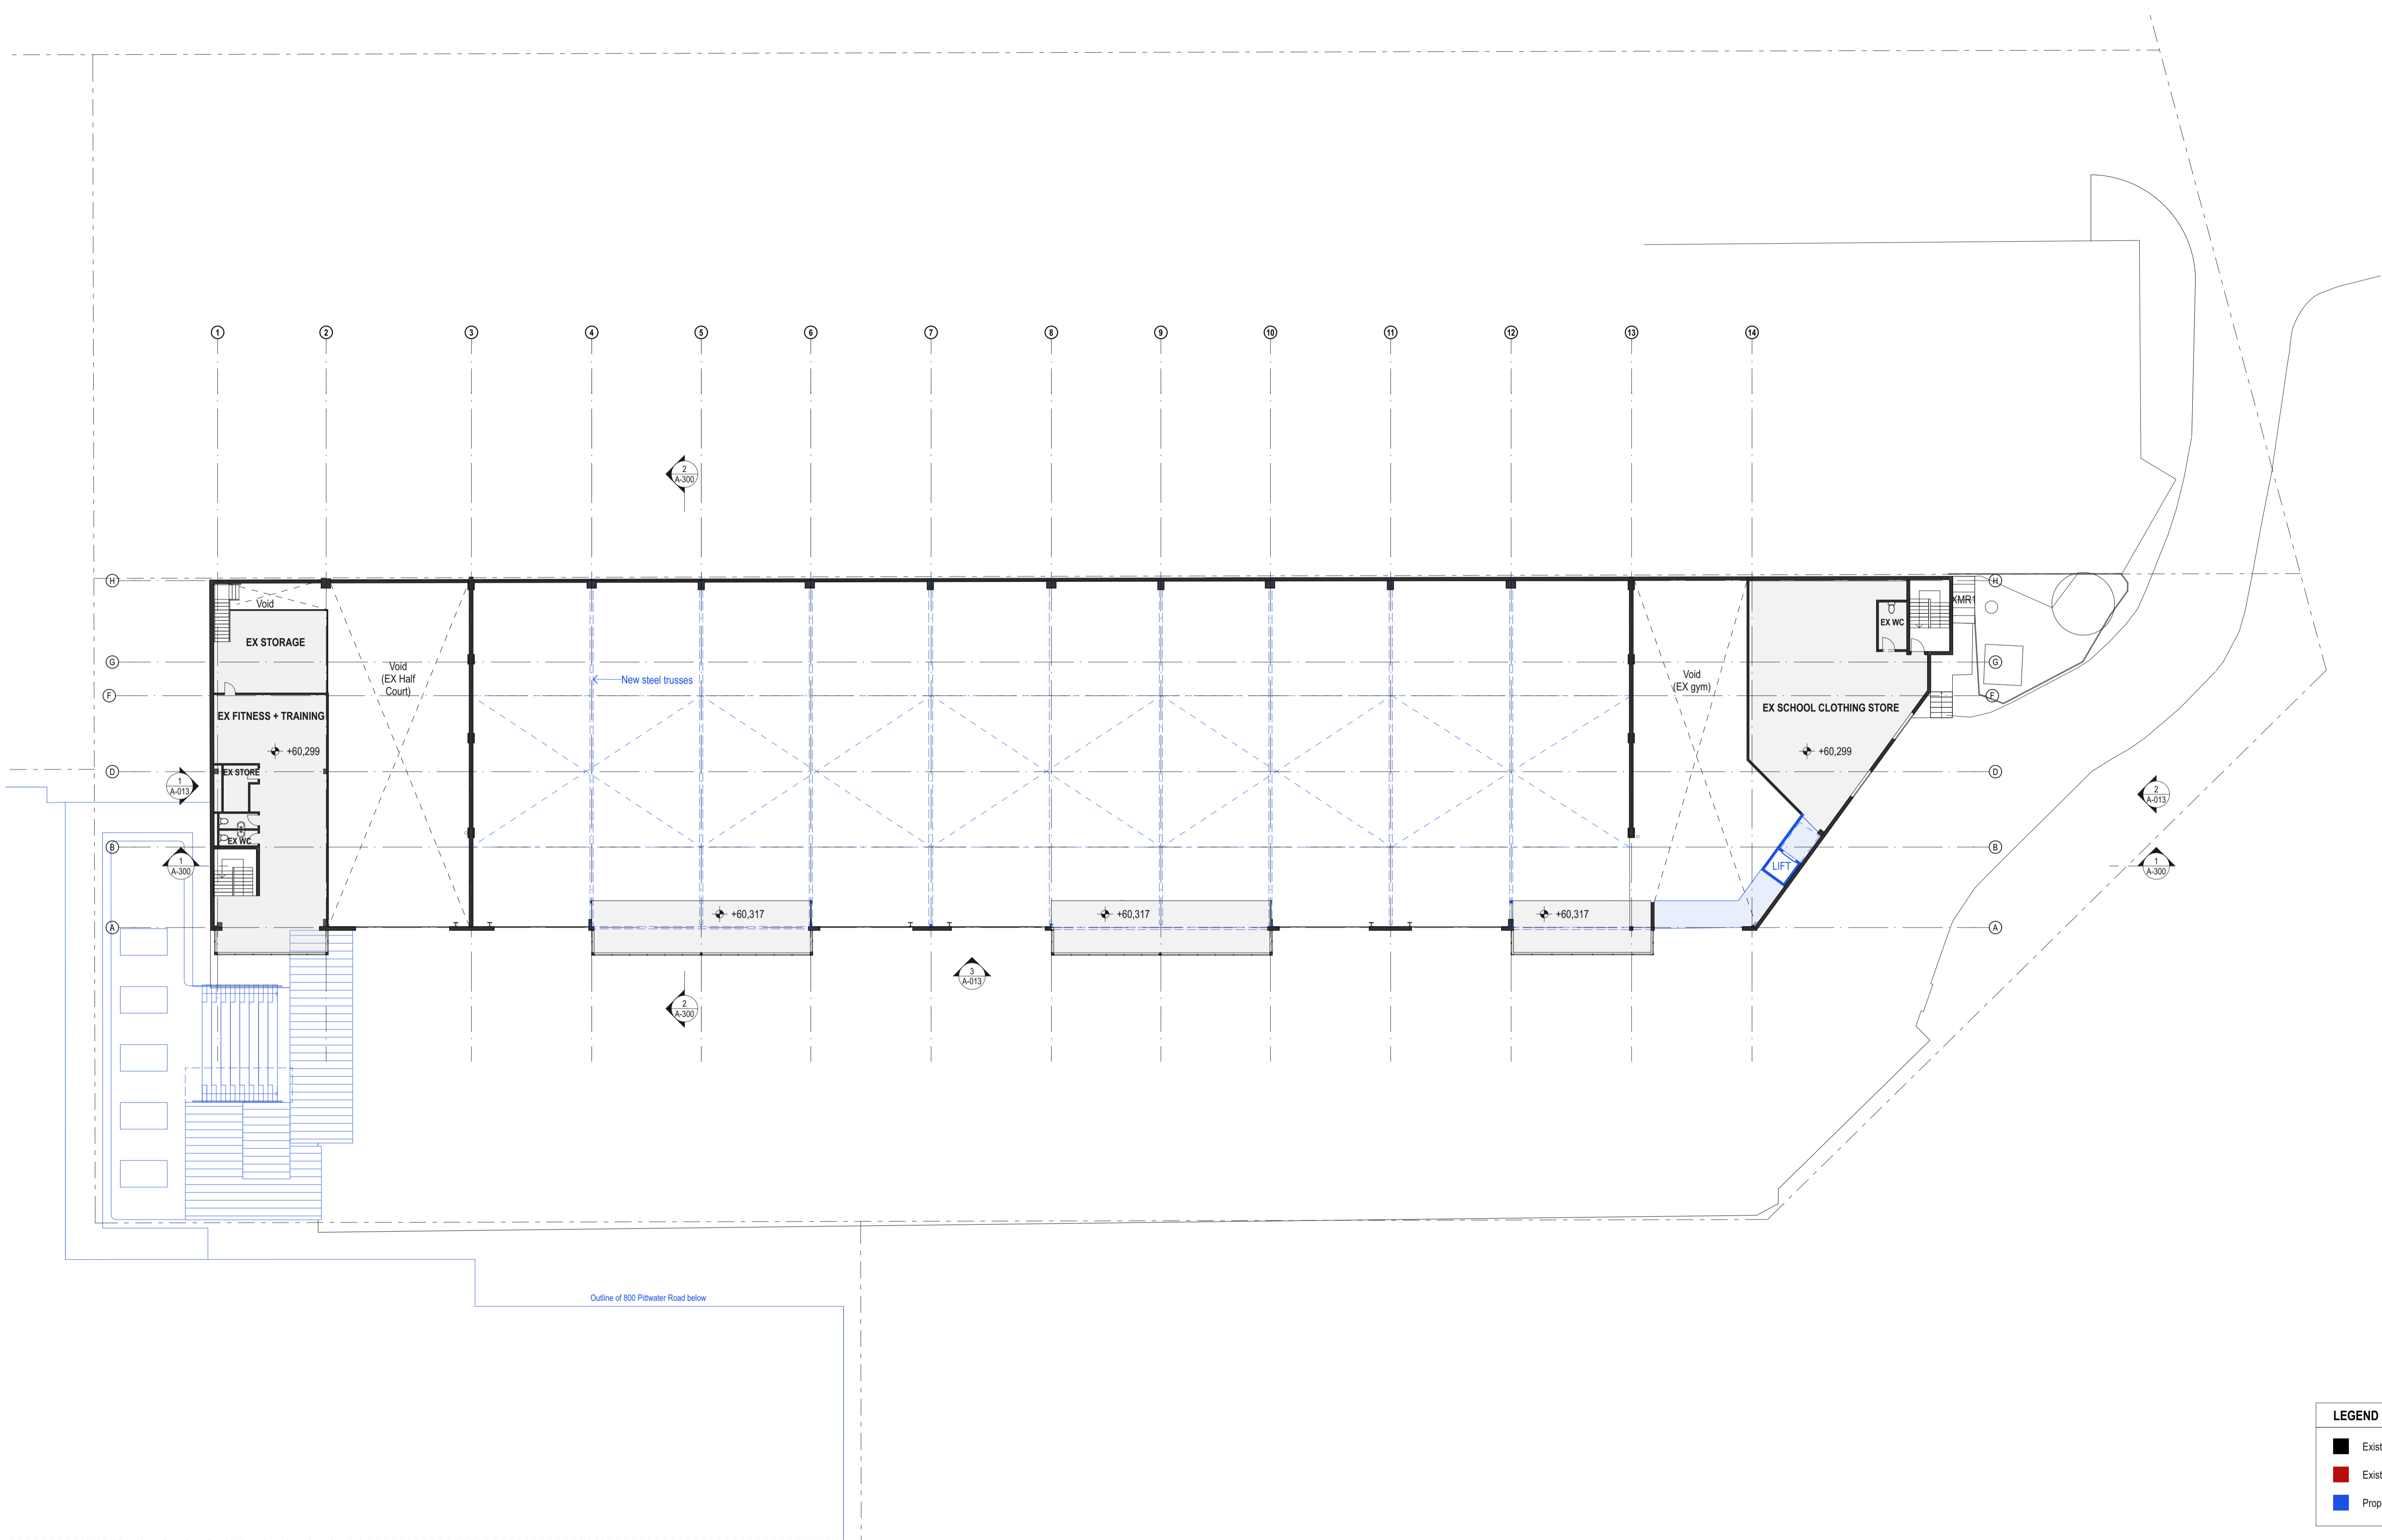 1 2 3 4 5 6 7 8 9 10 11 12 13 14
2
A-300
H
H
Void
XMR1
EX WC
EX STORAGE
G
G
Void
(EX Half
Court)
New steel trusses
Void
(EX gym)
F
F
EX SCHOOL CLOTHING STORE
EX FITNESS + TRAINING
+60,299
+60,299
D
D
EX STORE
1
A-013
2
A-013
EX WC
B
B
1
A-300
LIFT
1
A-300
+60,317
+60,317
+60,317
A
A
3
A-013
2
A-300
Outline of 800 Pittwater Road below
LEGEND
Exist
Exist
Prop